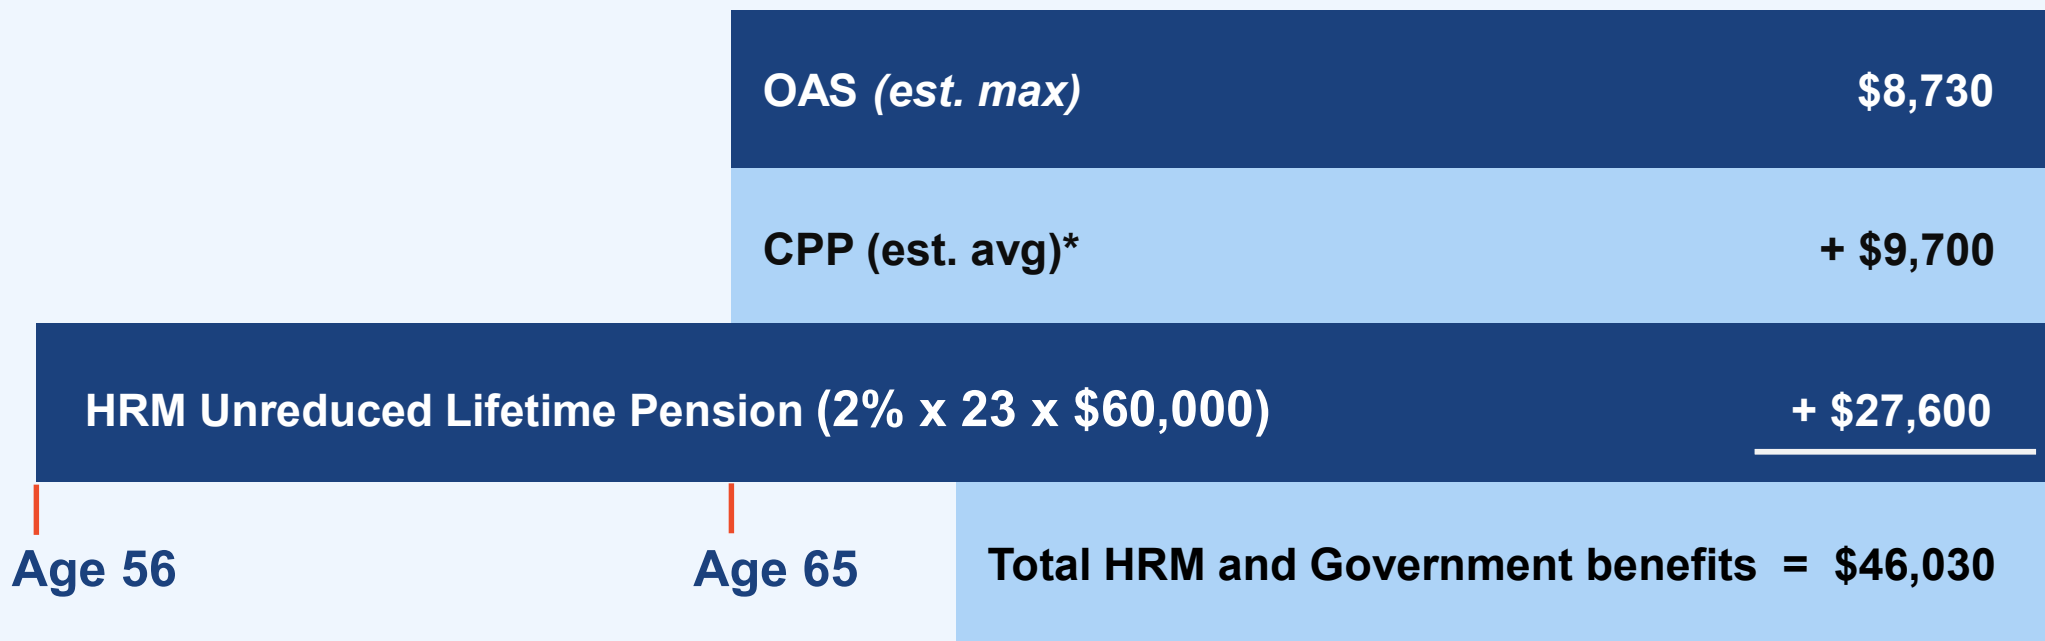 OAS (est. max) $8,730
CPP (est. avg)* + $9,700
HRM Unreduced Lifetime Pension (2% x 23 x $60,000) + $27,600
Age 56 Age 65
Total HRM and Government benefits = $46,030